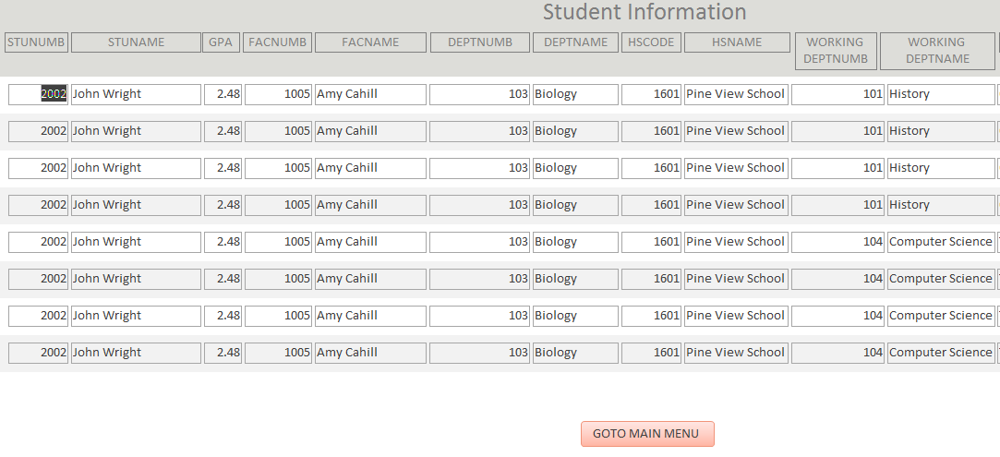 Student Information
STUNUMB STUNAME GPA FACNUMB FACNAME DEPTNUMB DEPTNAME HSCODE HSNAME WORKING DEPTNUMB WORKING DEPTNAME
2002 John Wright 2.48 1005 Amy Cahill 103 Biology 1601 Pine View School 101 History
2002 John Wright 2.48 1005 Amy Cahill 103 Biology 1601 Pine View School 101 History
2002 John Wright 2.48 1005 Amy Cahill 103 Biology 1601 Pine View School 101 History
2002 John Wright 2.48 1005 Amy Cahill 103 Biology 1601 Pine View School 101 History
2002 John Wright 2.48 1005 Amy Cahill 103 Biology 1601 Pine View School 104 Computer Science
2002 John Wright 2.48 1005 Amy Cahill 103 Biology 1601 Pine View School 104 Computer Science
2002 John Wright 2.48 1005 Amy Cahill 103 Biology 1601 Pine View School 104 Computer Science
2002 John Wright 2.48 1005 Amy Cahill 103 Biology 1601 Pine View School 104 Computer Science
GOTO MAIN MENU